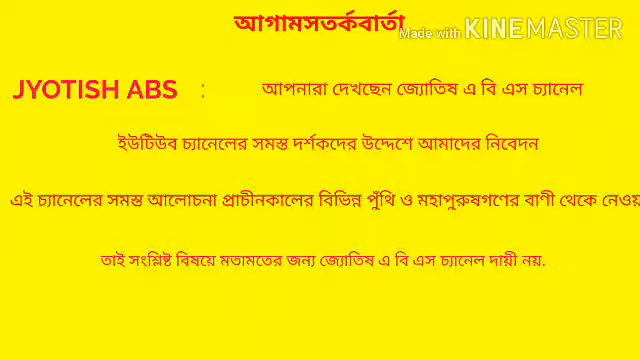 আগামসতর্কবার্তা
Made with KINEMASTER
JYOTISH ABS : আপনারা দেখছেন জ্যোতিষ এ বি এস চ্যানেল
ইউটিউব চ্যানেলের সমস্ত দর্শকদের উদ্দেশে আমাদের নিবেদন
এই চ্যানেলের সমস্ত আলোচনা প্রাচীনকালের বিভিন্ন পুঁথি ও মহাপুরুষগণের বাণী থেকে নেওয়
তাই সংশ্লিষ্ট বিষয়ে মতামতের জন্য জ্যোতিষ এ বি এস চ্যানেল দায়ী নয়.